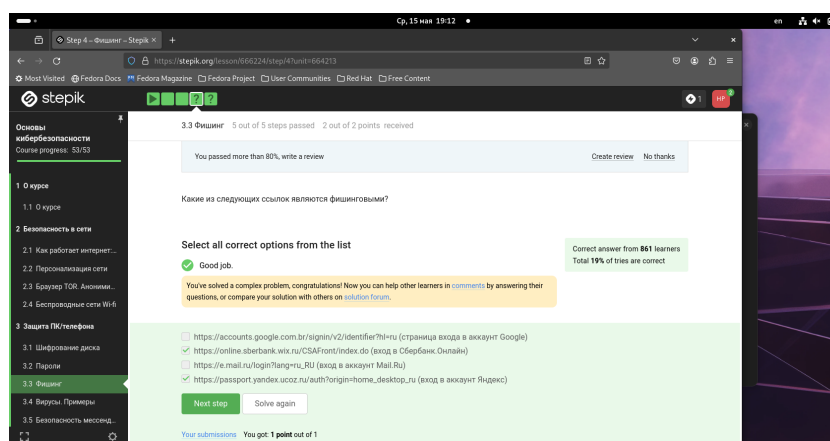 Ср, 15 мая 19:12
en
Step 4 – Фишинг – Stepik
https://stepik.org/lesson/666224/step/4?unit=664213
Most Visited Fedora Docs Fedora Magazine Fedora Project User Communities Red Hat Free Content
stepik
? ?
1
HP
3.3 Фишинг 5 out of 5 steps passed 2 out of 2 points received
Основы кибербезопасности
Course progress: 53/53
1 О курсе
1.1 О курсе
2 Безопасность в сети
2.1 Как работает интернет:...
2.2 Персонализация сети
2.3 Браузер TOR. Аноними...
2.4 Беспроводные сети Wi-fi
3 Защита ПК/телефона
3.1 Шифрование диска
3.2 Пароли
3.3 Фишинг
3.4 Вирусы. Примеры
3.5 Безопасность мессенд...
You passed more than 80%, write a review
Create review No thanks
Какие из следующих ссылок являются фишинговыми?
Select all correct options from the list
Good job.
Correct answer from 861 learners
Total 19% of tries are correct
You've solved a complex problem, congratulations! Now you can help other learners in comments by answering their
questions, or compare your solution with others on solution forum.
https://accounts.google.com.br/signin/v2/identifier?hl=ru (страница входа в аккаунт Google)
https://online.sberbank.wix.ru/CSAFront/index.do (вход в Сбербанк.Онлайн)
https://e.mail.ru/login?lang=ru_RU (вход в аккаунт Mail.Ru)
https://passport.yandex.ucoz.ru/auth?origin=home_desktop_ru (вход в аккаунт Яндекс)
Next step Solve again
Your submissions You got: 1 point out of 1